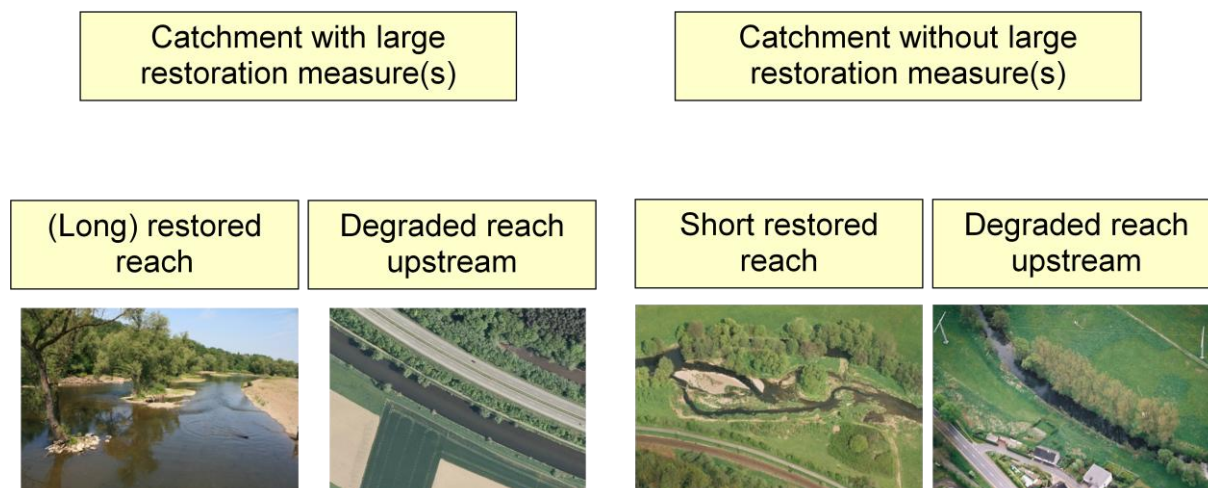 Catchment with large
restoration measure(s)
Catchment without large
restoration measure(s)
(Long) restored
reach
Degraded reach
upstream
Short restored
reach
Degraded reach
upstream